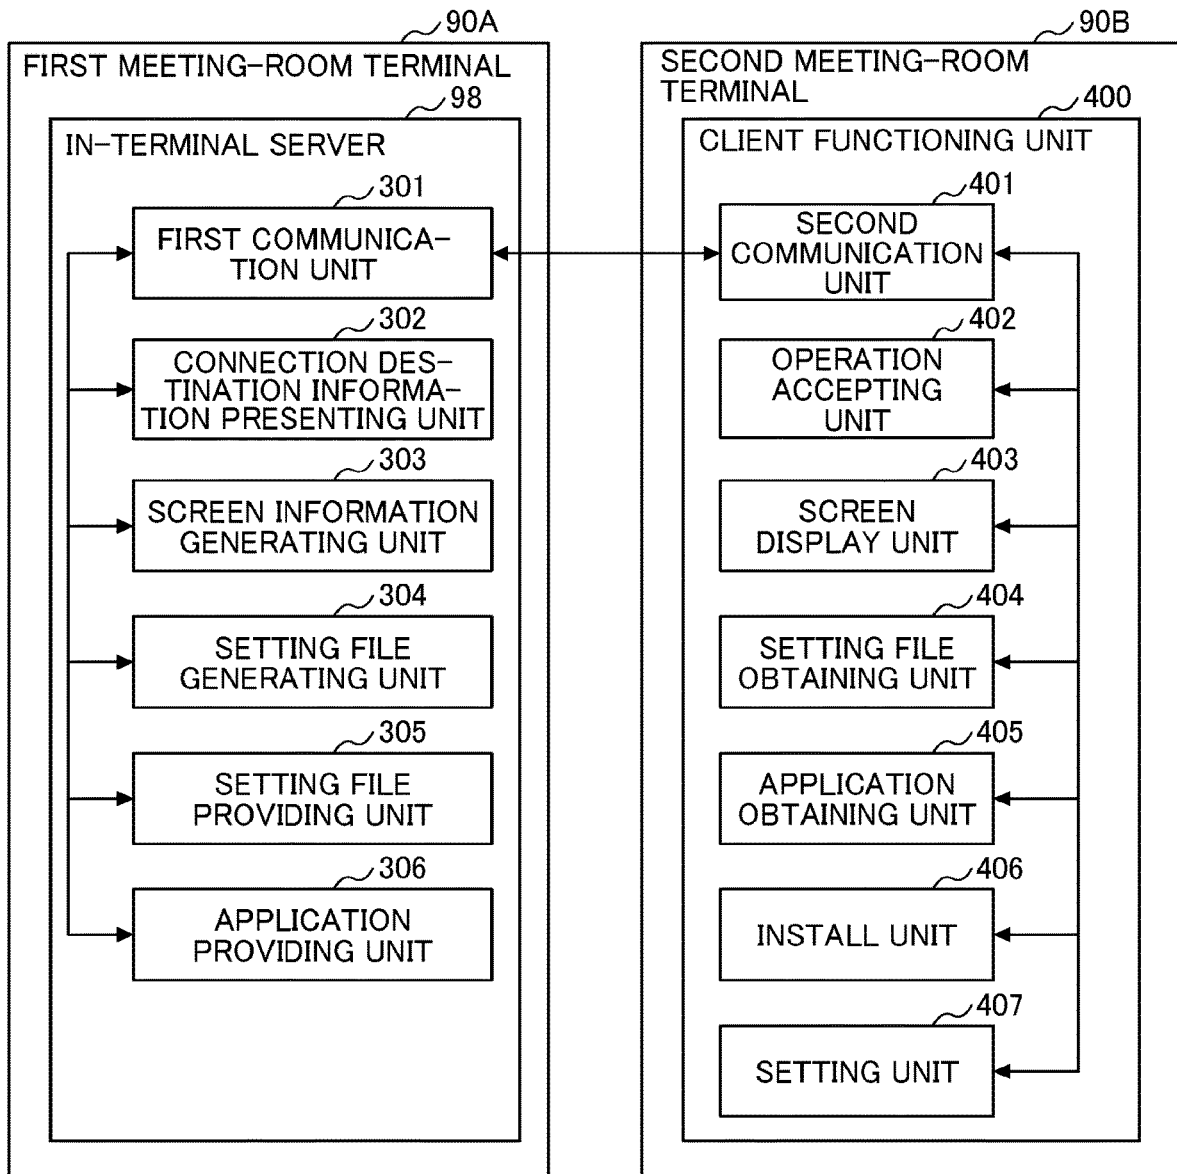 90A
FIRST MEETING-ROOM TERMINAL
98
IN-TERMINAL SERVER
301
FIRST COMMUNICA-
TION UNIT
302
CONNECTION DES-
TINATION INFORMA-
TION PRESENTING UNIT
303
SCREEN INFORMATION
GENERATING UNIT
304
SETTING FILE
GENERATING UNIT
305
SETTING FILE
PROVIDING UNIT
306
APPLICATION
PROVIDING UNIT
90B
SECOND MEETING-ROOM
TERMINAL
400
CLIENT FUNCTIONING UNIT
401
SECOND
COMMUNICATION
UNIT
402
OPERATION
ACCEPTING
UNIT
403
SCREEN
DISPLAY UNIT
404
SETTING FILE
OBTAINING UNIT
405
APPLICATION
OBTAINING UNIT
406
INSTALL UNIT
407
SETTING UNIT